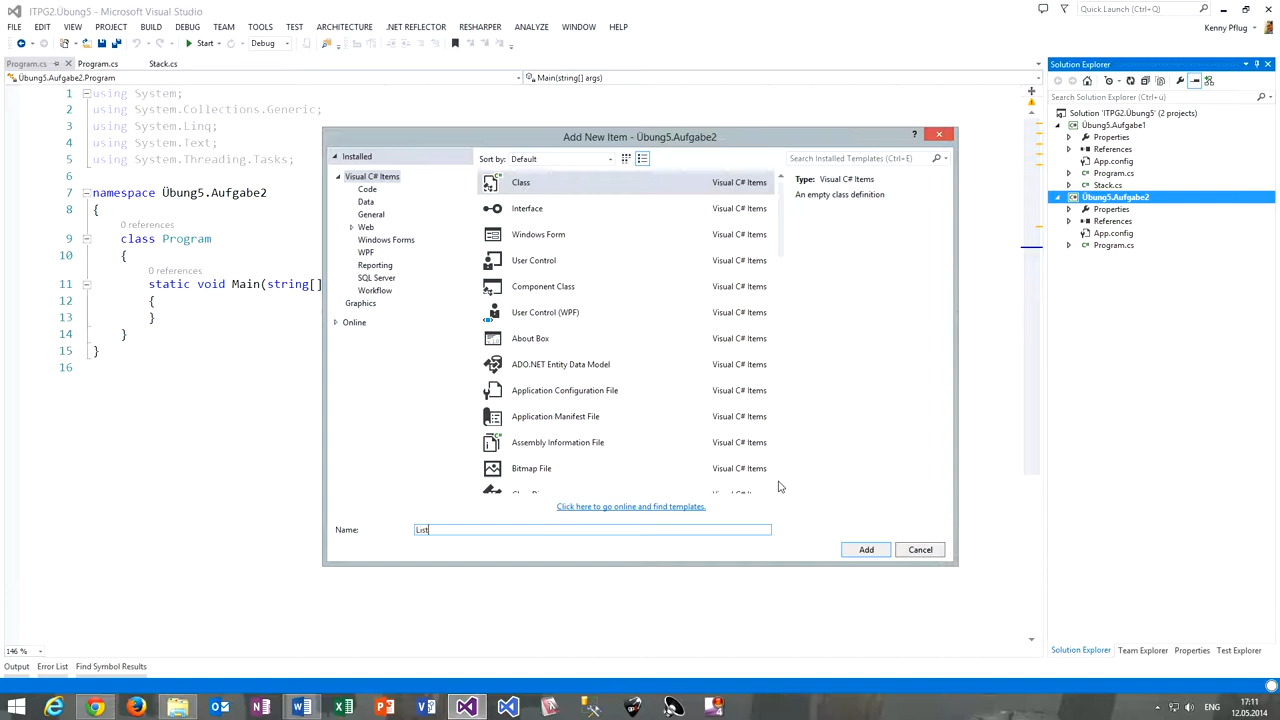 ITPG2.Übung5 - Microsoft Visual Studio
Quick Launch (Ctrl+Q)
FILE EDIT VIEW PROJECT BUILD DEBUG TEAM TOOLS TEST ARCHITECTURE .NET REFLECTOR RESHARPER ANALYZE WINDOW HELP
Kenny Pflug
Start Debug
Program.cs Program.cs Stack.cs
Übung5.Aufgabe2.Program
Main(string[] args)
1 using System;
2 using System.Collections.Generic;
3 using System.Linq;
4 using System.Text;
5 using System.Threading.Tasks;
6
7 namespace Übung5.Aufgabe2
8 {
0 references
9 class Program
10 {
0 references
11 static void Main(string[]
12 {
13 }
14 }
15 }
16
146 %
Output Error List Find Symbol Results
Add New Item - Übung5.Aufgabe2
?
Installed
Sort by: Default
Search Installed Templates (Ctrl+E)
Visual C# Items
Code
Data
General
Web
Windows Forms
WPF
Reporting
SQL Server
Workflow
Graphics
Online
Class Visual C# Items
Interface Visual C# Items
Windows Form Visual C# Items
User Control Visual C# Items
Component Class Visual C# Items
User Control (WPF) Visual C# Items
About Box Visual C# Items
ADO.NET Entity Data Model Visual C# Items
Application Configuration File Visual C# Items
Application Manifest File Visual C# Items
Assembly Information File Visual C# Items
Bitmap File Visual C# Items
Type: Visual C# Items
An empty class definition
Click here to go online and find templates.
Name: List
Add Cancel
Solution Explorer
Search Solution Explorer (Ctrl+ü)
Solution 'ITPG2.Übung5' (2 projects)
Übung5.Aufgabe1
Properties
References
App.config
Program.cs
Stack.cs
Übung5.Aufgabe2
Properties
References
App.config
Program.cs
Solution Explorer Team Explorer Properties Test Explorer
ENG
17:11
12.05.2014